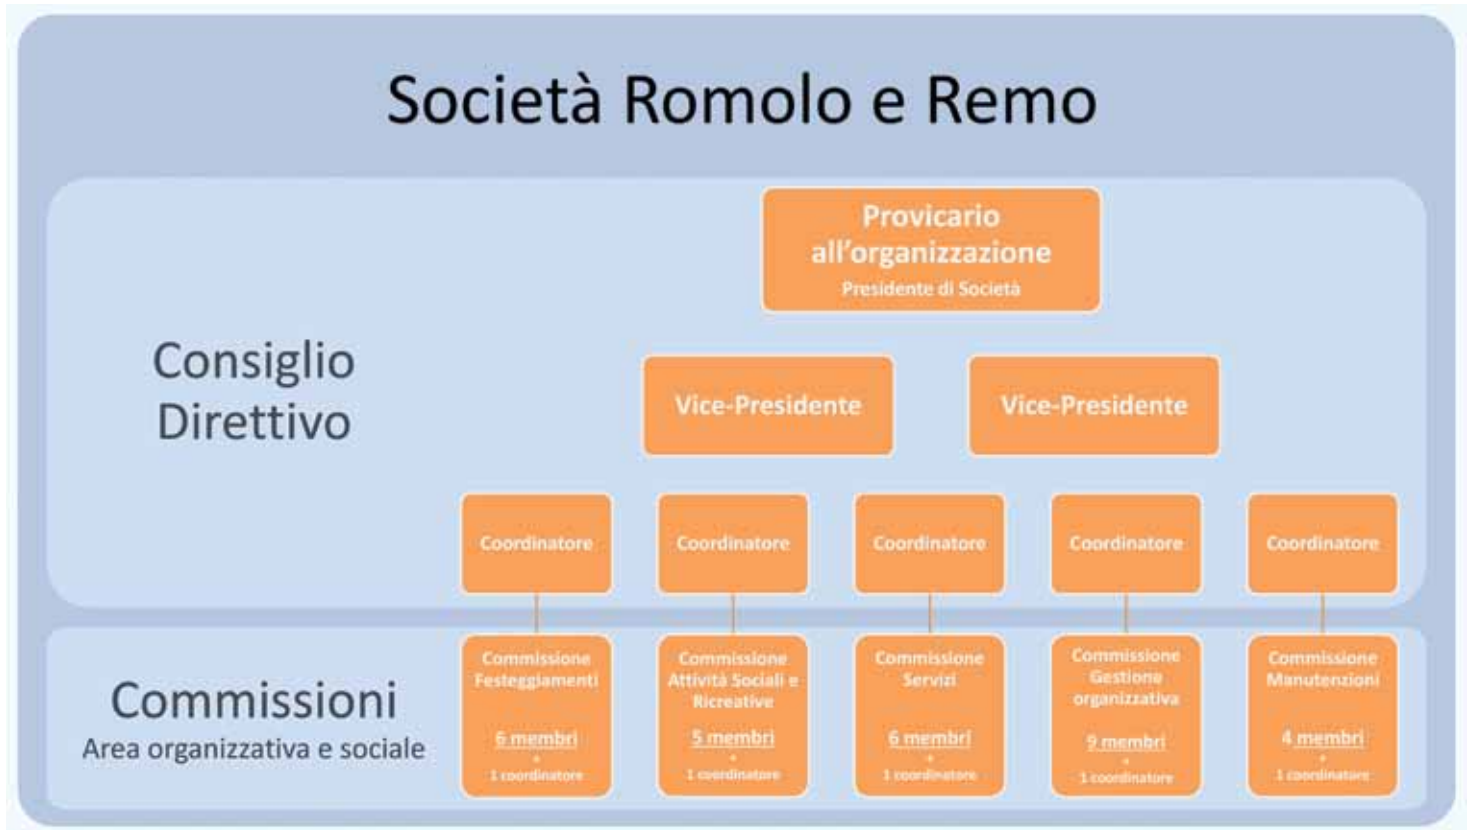 Società Romolo e Remo
Provicario
all’organizzazione
Presidente di Società
Consiglio
Direttivo
Vice-Presidente
Vice-Presidente
Coordinatore
Coordinatore
Coordinatore
Coordinatore
Coordinatore
Commissioni
Area organizzativa e sociale
Commissione
Festeggiamenti
6 membri
+
1 coordinatore
Commissione
Attività Sociali e
Ricreative
5 membri
+
1 coordinatore
Commissione
Servizi
6 membri
+
1 coordinatore
Commissione
Gestione
organizzativa
9 membri
+
1 coordinatore
Commissione
Manutenzioni
4 membri
+
1 coordinatore